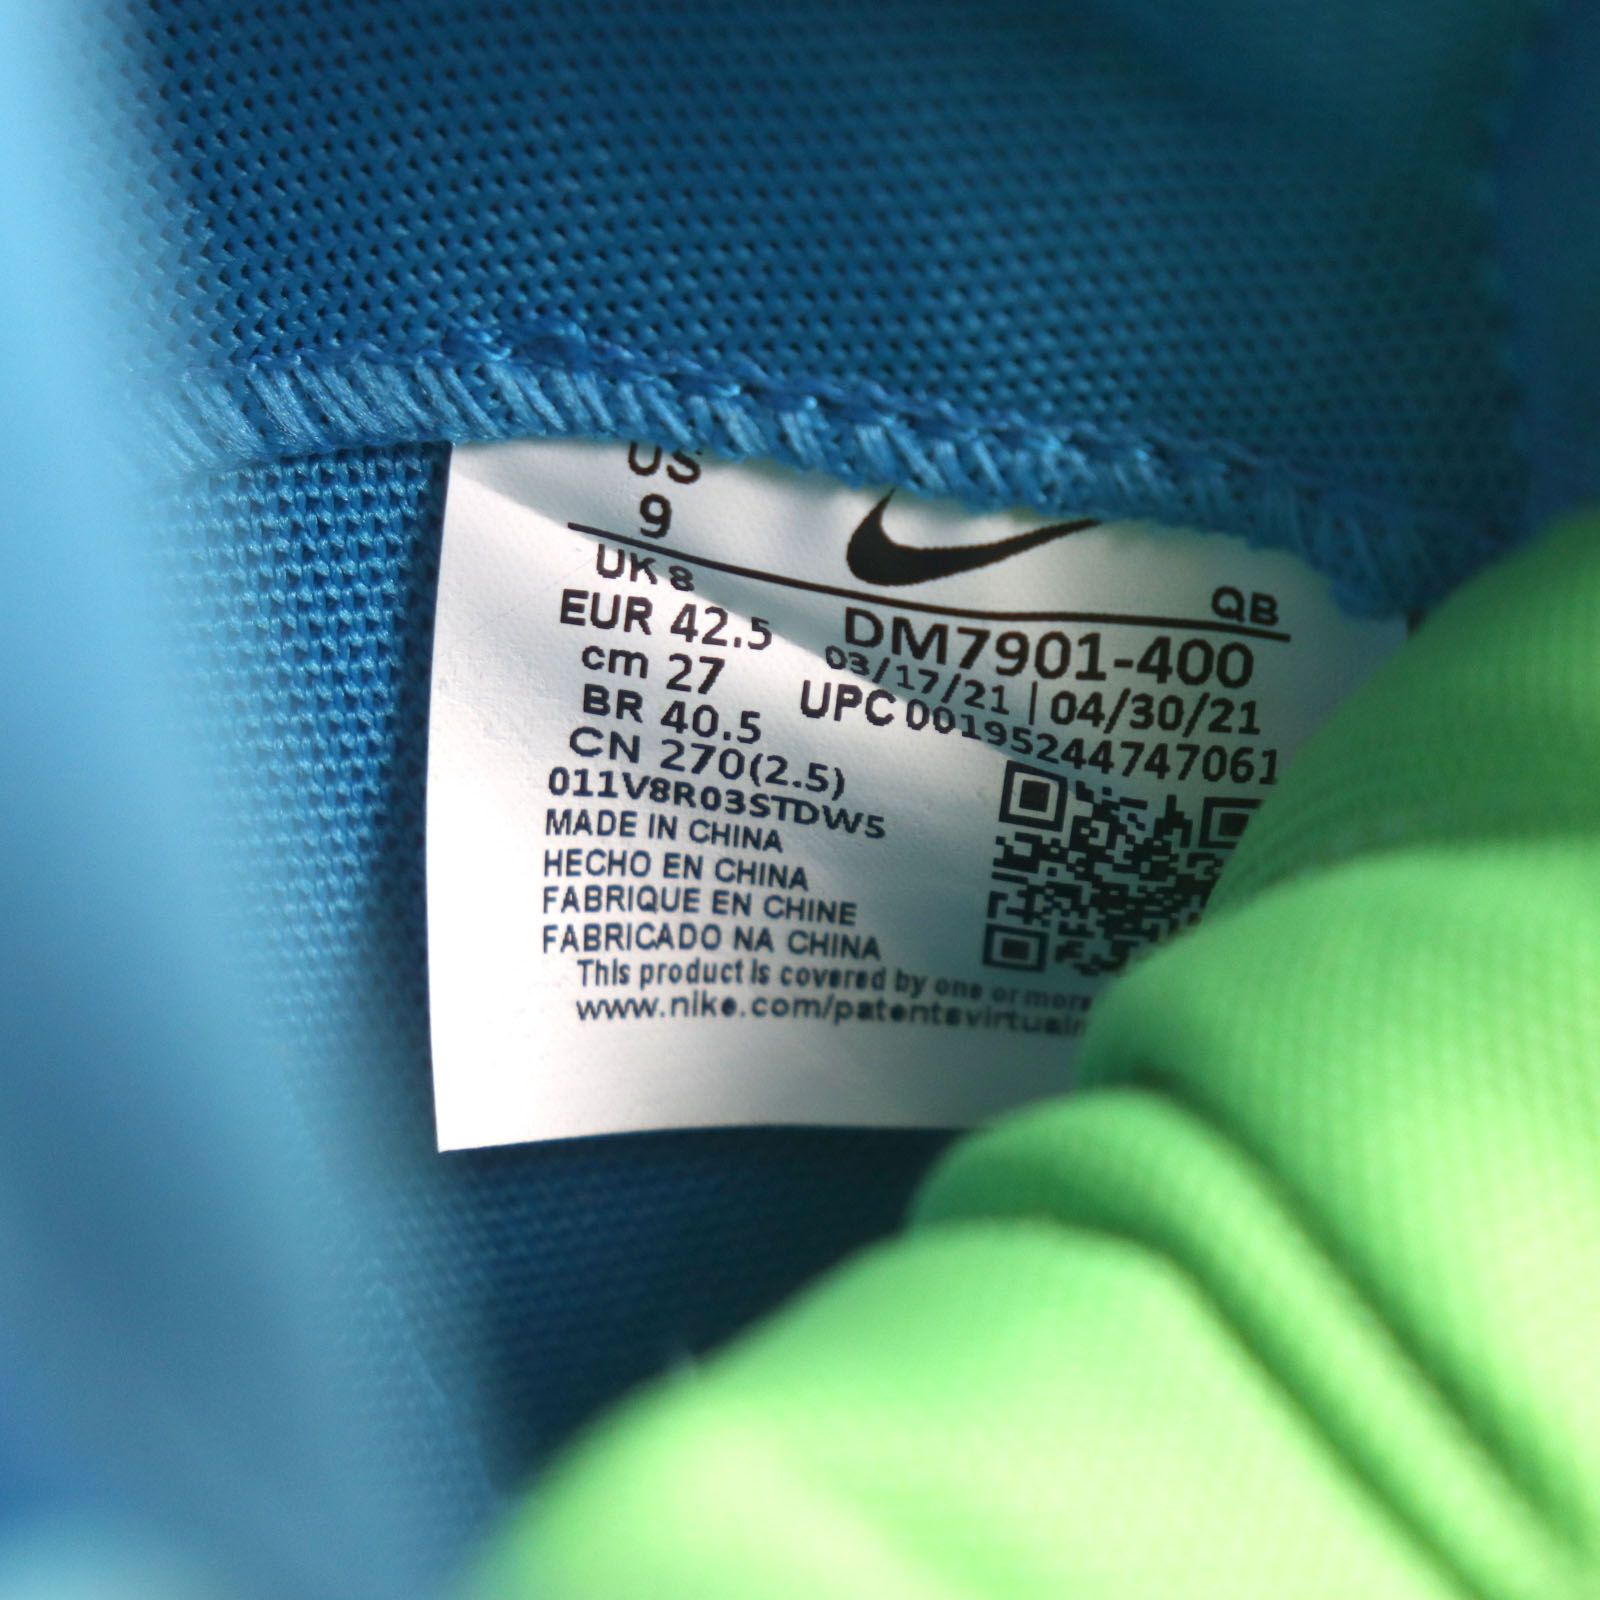 US
9
UK 8
QB
EUR 42.5
DM7901-400
cm 27
03/17/21 | 04/30/21
BR 40.5
UPC 00195244747061
CN 270(2.5)
011V8R03STDW5
MADE IN CHINA
HECHO EN CHINA
FABRIQUE EN CHINE
FABRICADO NA CHINA
This product is covered by one or more
www.nike.com/patentsvirtual